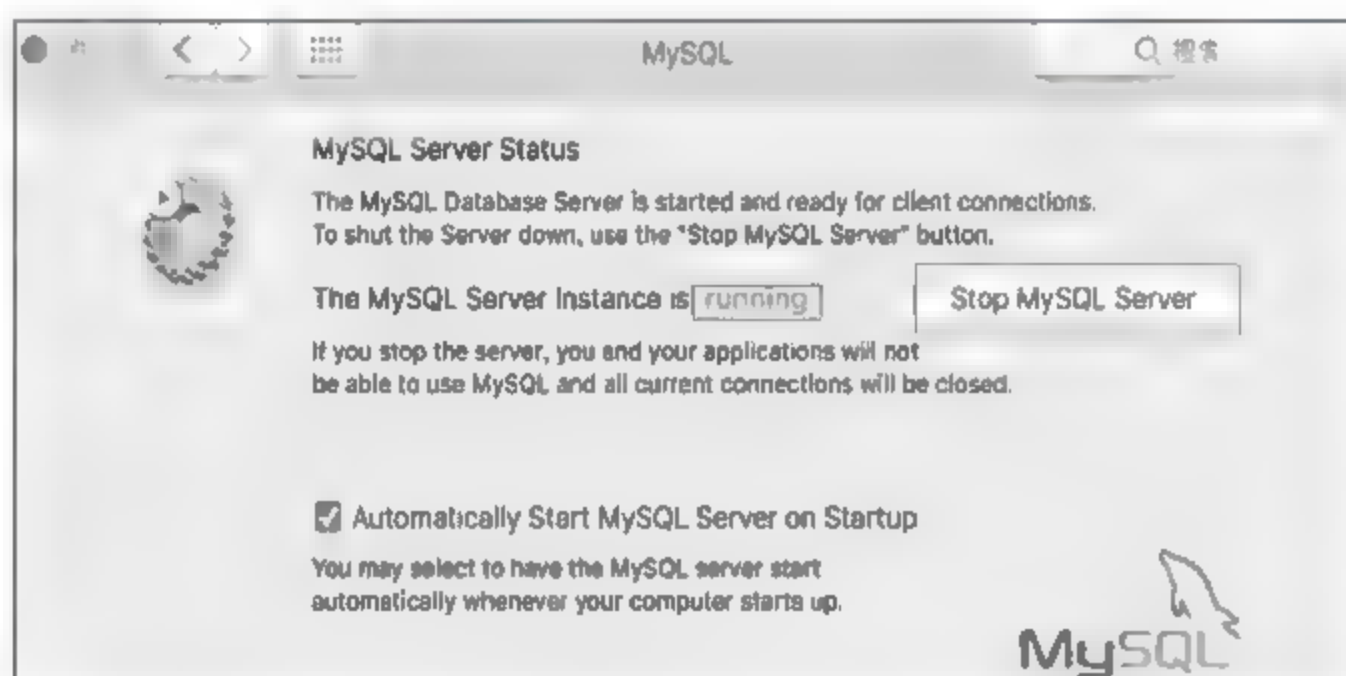 MySQL
搜索
MySQL Server Status
The MySQL Database Server is started and ready for client connections.
To shut the Server down, use the "Stop MySQL Server" button.
The MySQL Server Instance is running
Stop MySQL Server
If you stop the server, you and your applications will not
be able to use MySQL and all current connections will be closed.
Automatically Start MySQL Server on Startup
You may select to have the MySQL server start
automatically whenever your computer starts up.
MySQL